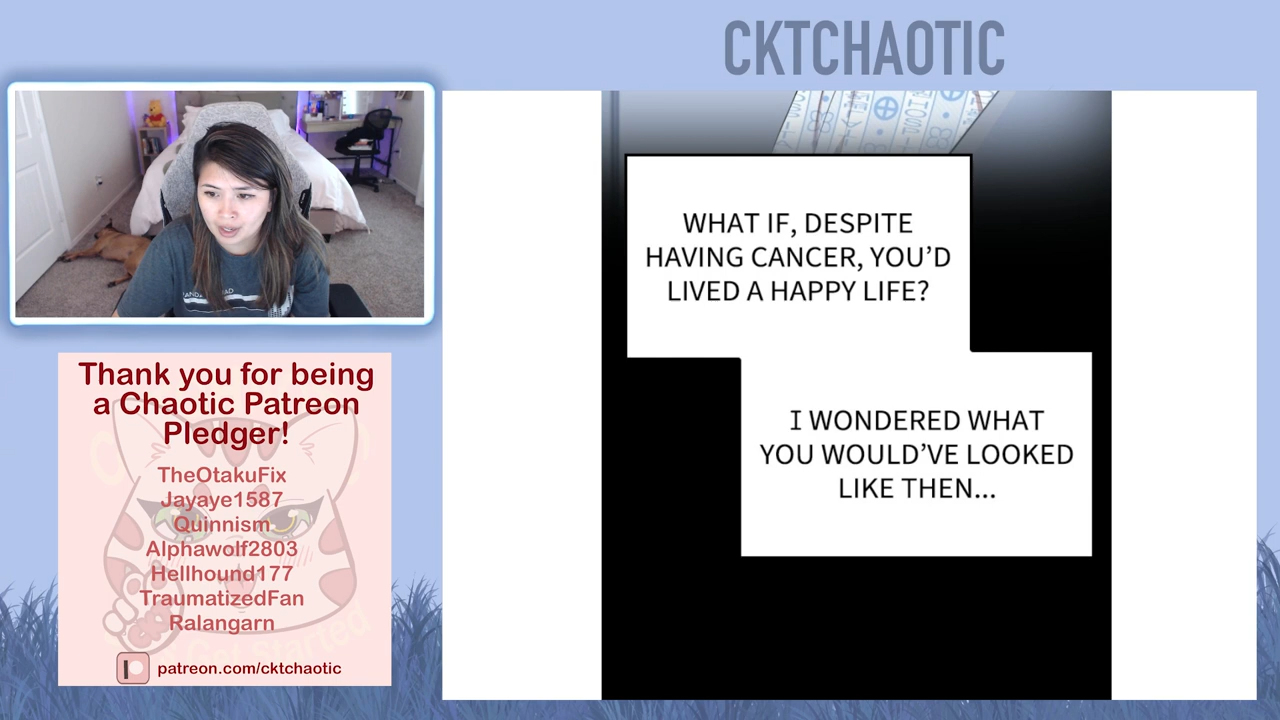 CKTCHAOTIC
WHAT IF, DESPITE
HAVING CANCER, YOU'D
LIVED A HAPPY LIFE?
I WONDERED WHAT
YOU WOULD'VE LOOKED
LIKE THEN...
Thank you for being
a Chaotic Patreon
Pledger!
TheOtakuFix
Jayaye1587
Quinnism
Alphawolf2803
Hellhound177
TraumatizedFan
Ralangarn
patreon.com/cktchaotic